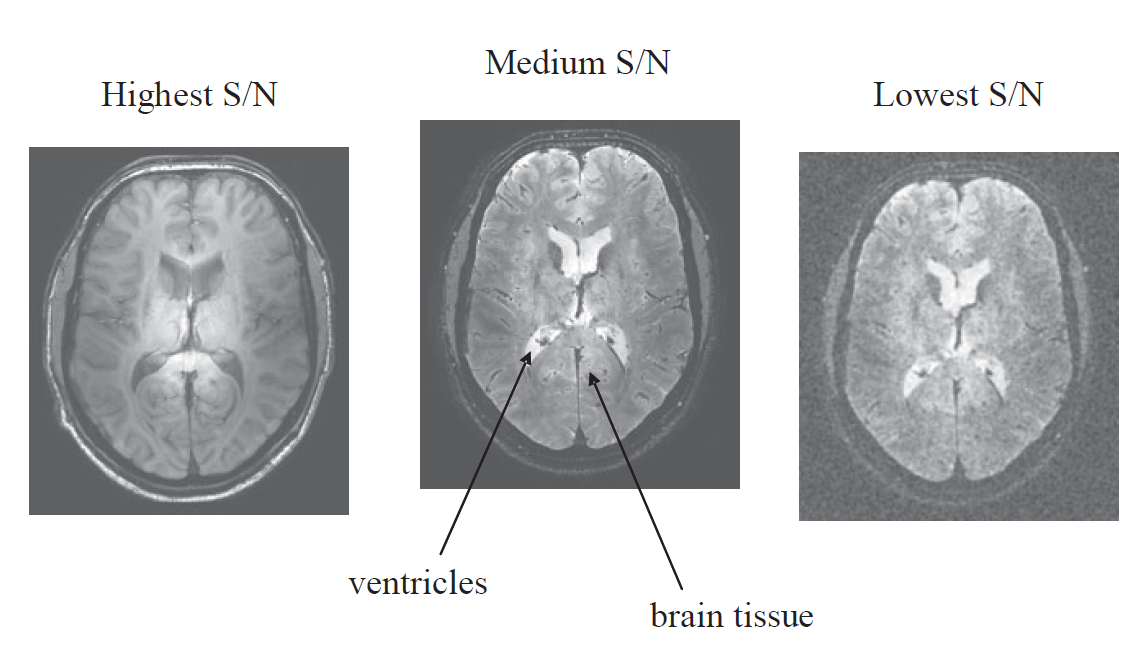 Highest S/N
Medium S/N
Lowest S/N
ventricles
brain tissue